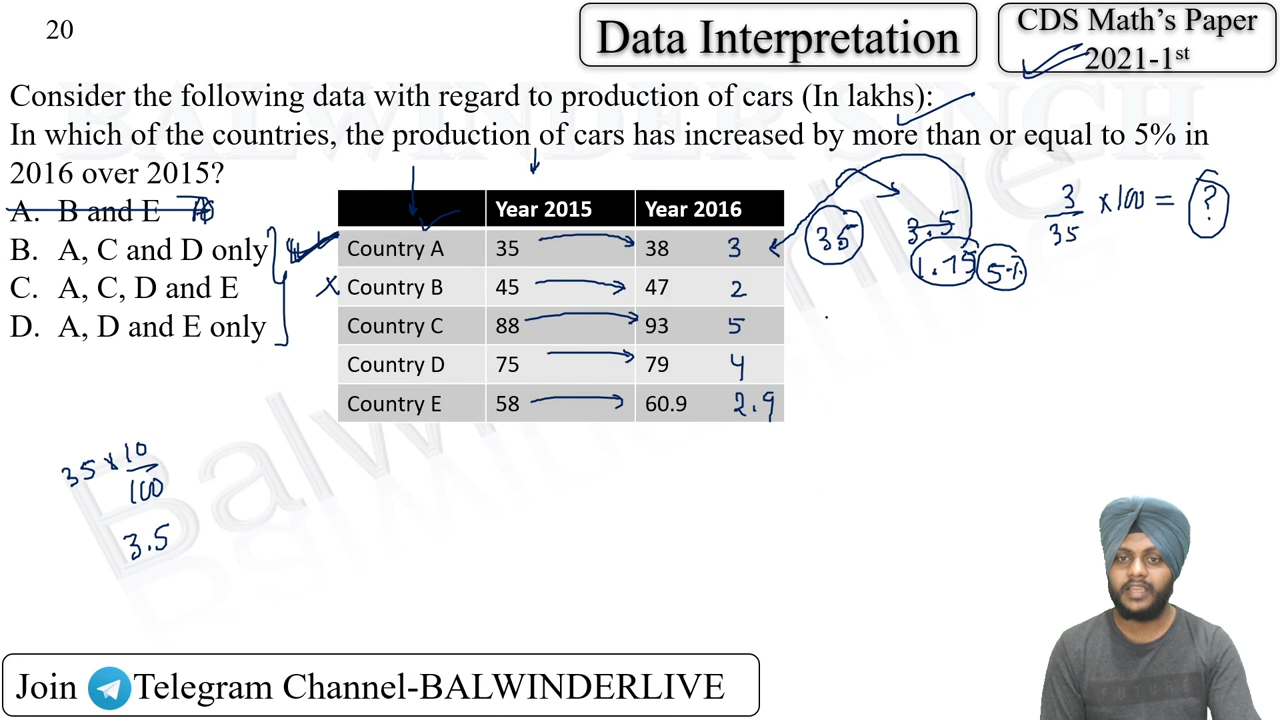 20
Data Interpretation
CDS Math’s Paper
2021-1st
Consider the following data with regard to production of cars (In lakhs):
In which of the countries, the production of cars has increased by more than or equal to 5% in
2016 over 2015?
A. B and E
B. A, C and D only
C. A, C, D and E
D. A, D and E only
Year 2015 Year 2016
Country A 35 38 3
Country B 45 47 2
Country C 88 93 5
Country D 75 79 4
Country E 58 60.9 2.9
35 3.5
1.75 5%
3/35 ×100 = ?
35 × 10/100
3.5
Join Telegram Channel-BALWINDERLIVE
FUTURE